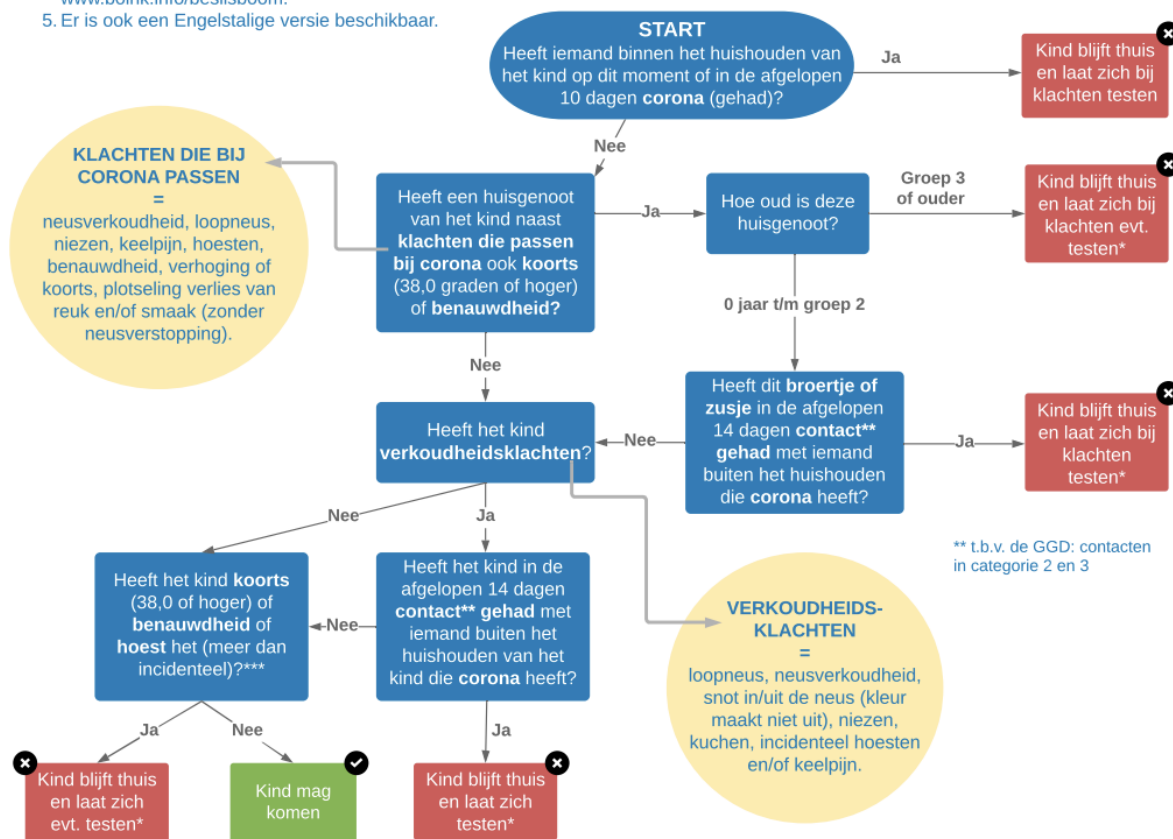 www.boink.info/beslisboom.
5. Er is ook een Engelstalige versie beschikbaar.
START
Heeft iemand binnen het huishouden van
het kind op dit moment of in de afgelopen
10 dagen corona (gehad)?
Ja
Kind blijft thuis
en laat zich bij
klachten testen
Nee
KLACHTEN DIE BIJ
CORONA PASSEN
=
neusverkoudheid, loopneus,
niezen, keelpijn, hoesten,
benauwdheid, verhoging of
koorts, plotseling verlies van
reuk en/of smaak (zonder
neusverstopping).
Heeft een huisgenoot
van het kind naast
klachten die passen
bij corona ook koorts
(38,0 graden of hoger)
of benauwdheid?
Ja
Hoe oud is deze
huisgenoot?
Groep 3
of ouder
Kind blijft thuis
en laat zich bij
klachten evt.
testen*
0 jaar t/m groep 2
Nee
Heeft dit broertje of
zusje in de afgelopen
14 dagen contact**
gehad met iemand
buiten het huishouden
die corona heeft?
Ja
Kind blijft thuis
en laat zich bij
klachten
testen*
Nee
Heeft het kind
verkoudheidsklachten?
Nee
Ja
** t.b.v. de GGD: contacten
in categorie 2 en 3
Heeft het kind koorts
(38,0 of hoger) of
benauwdheid of
hoest het (meer dan
incidenteel)?***
Nee
Heeft het kind in de
afgelopen 14 dagen
contact** gehad met
iemand buiten het
huishouden van het
kind die corona heeft?
VERKOUDHEIDS-
KLACHTEN
=
loopneus, neusverkoudheid,
snot in/uit de neus (kleur
maakt niet uit), niezen,
kuchen, incidenteel hoesten
en/of keelpijn.
Ja
Nee
Ja
Kind blijft thuis
en laat zich
evt. testen*
Kind mag
komen
Kind blijft thuis
en laat zich
testen*